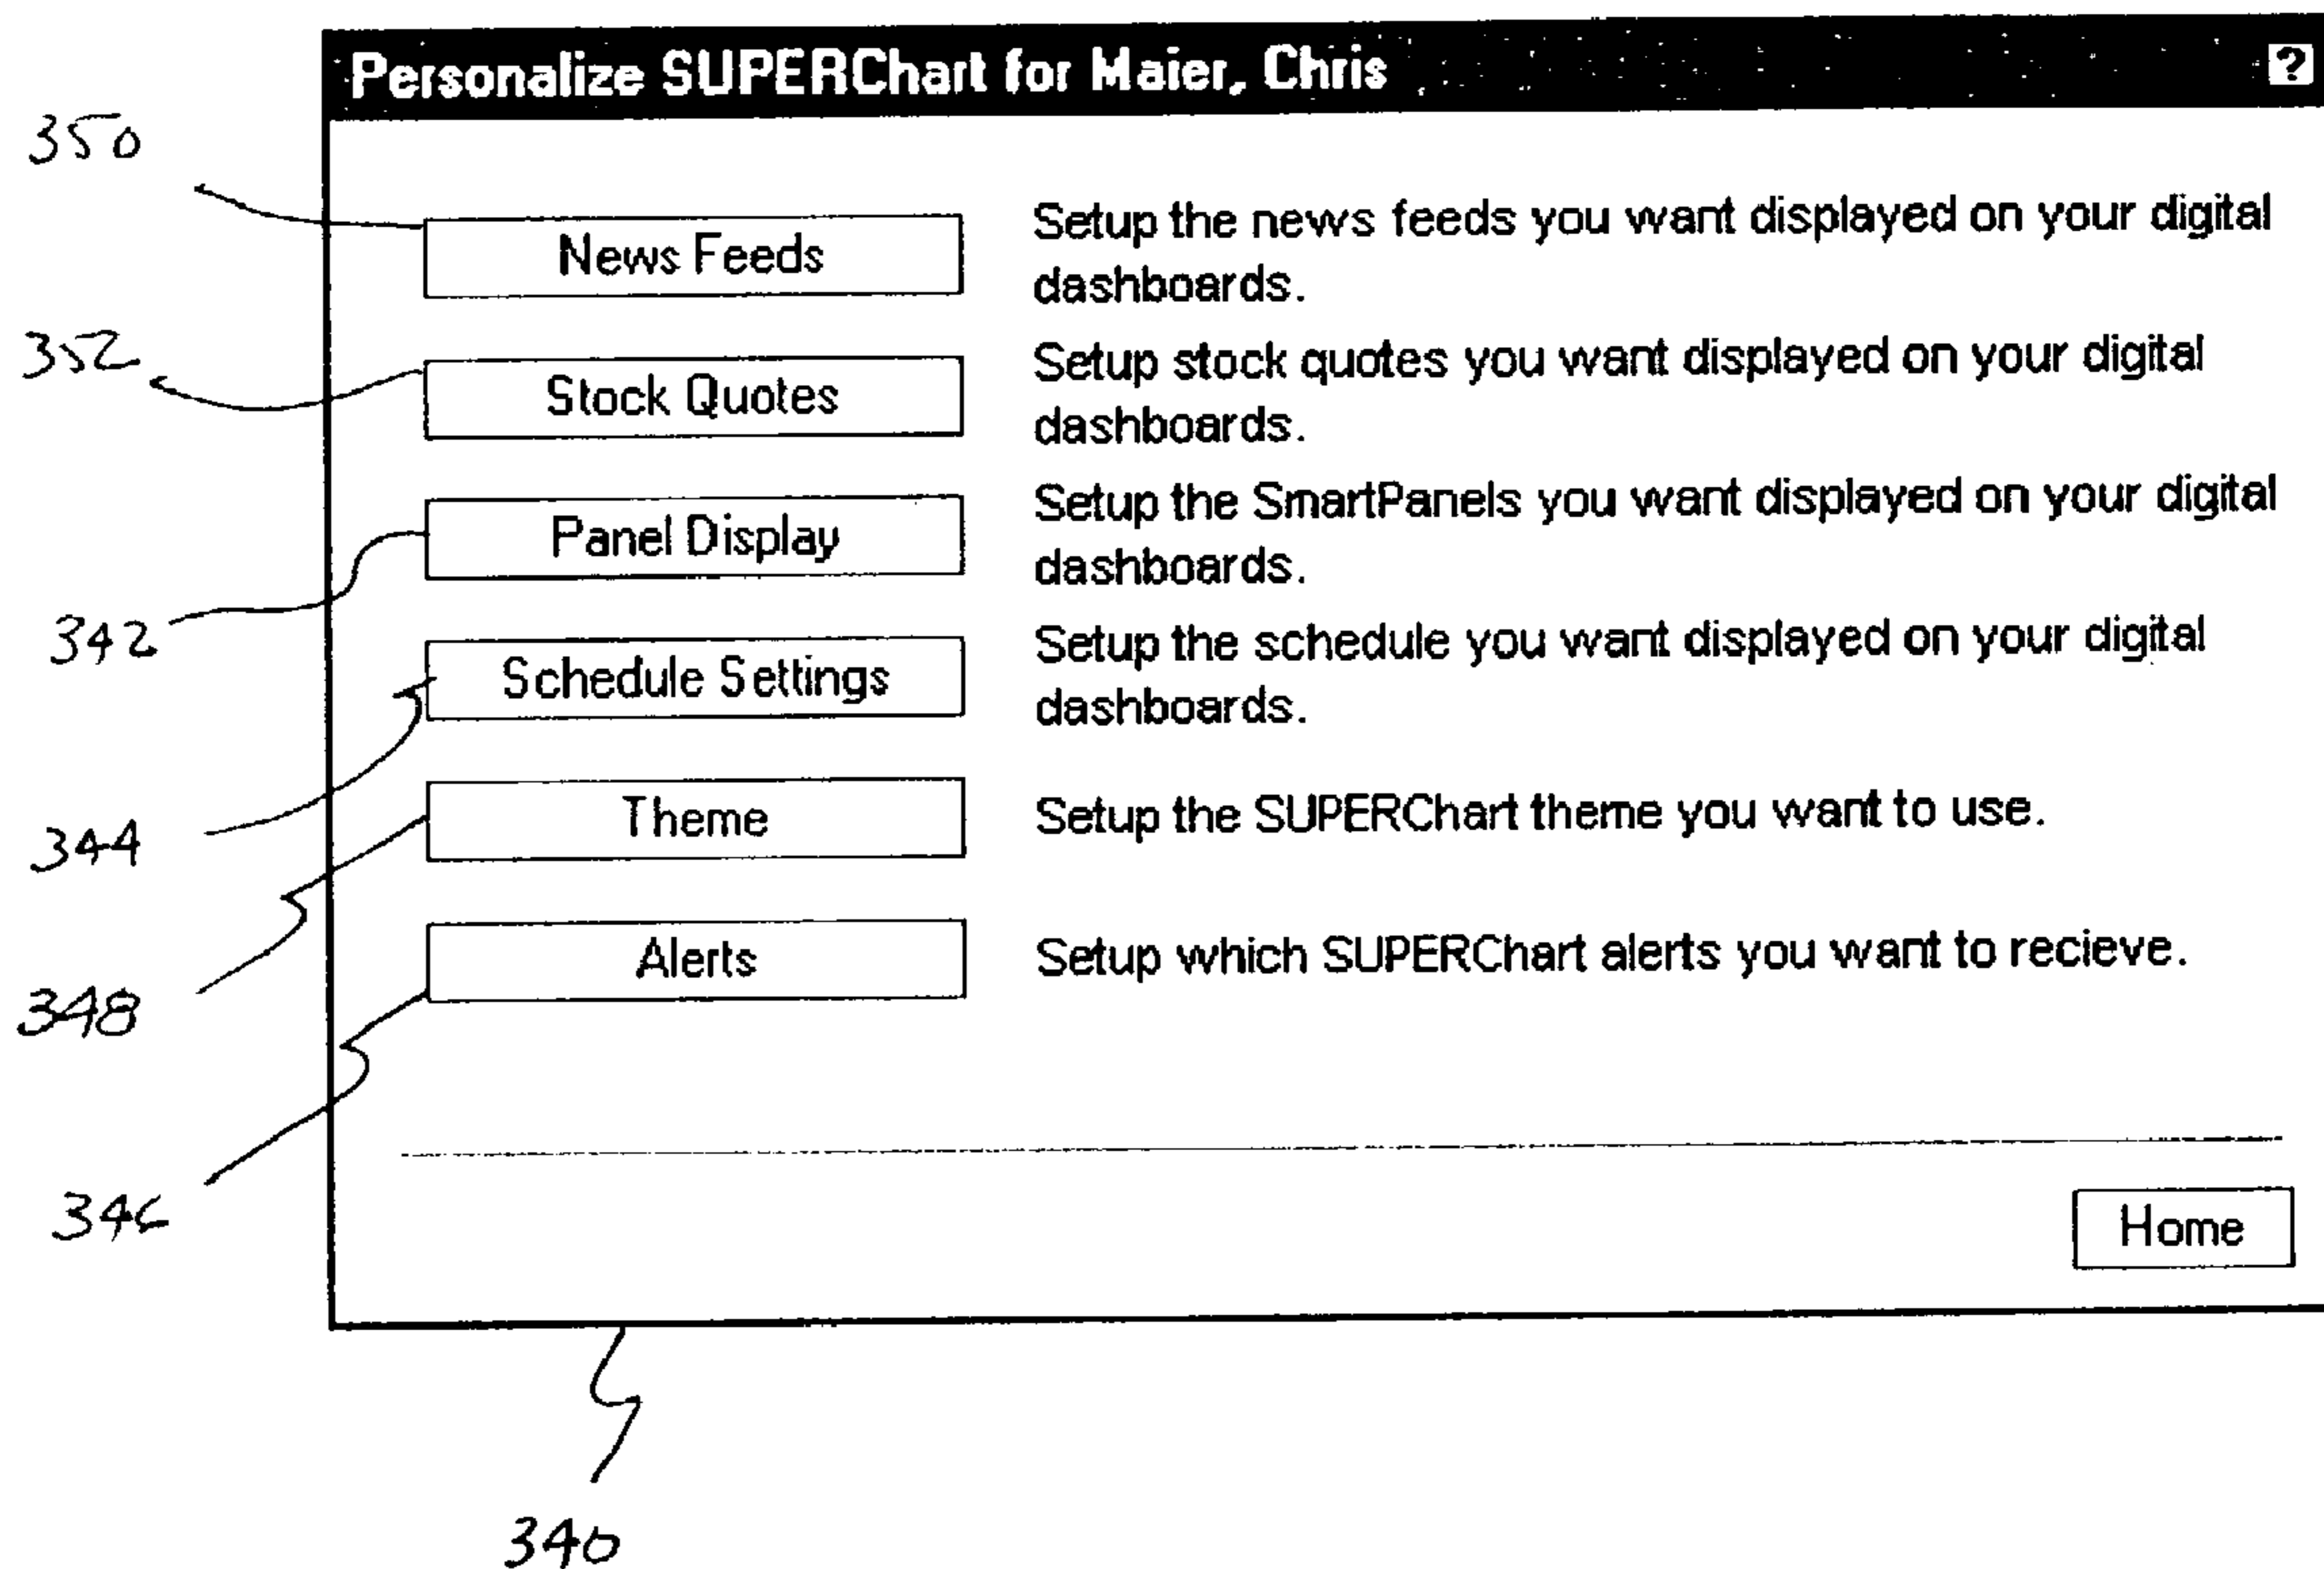 Personalize SUPERChart for Maier, Chris ?
350
News Feeds
Setup the news feeds you want displayed on your digital
dashboards.
352
Stock Quotes
Setup stock quotes you want displayed on your digital
dashboards.
Panel Display
Setup the SmartPanels you want displayed on your digital
dashboards.
342
Schedule Settings
Setup the schedule you want displayed on your digital
dashboards.
344
Theme
Setup the SUPERChart theme you want to use.
348
Alerts
Setup which SUPERChart alerts you want to recieve.
346
Home
340